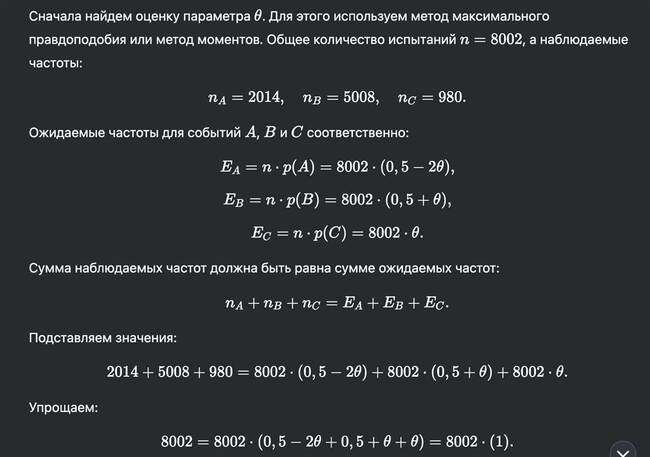 Сначала найдем оценку параметра θ. Для этого используем метод максимального
правдоподобия или метод моментов. Общее количество испытаний n = 8002, а наблюдаемые
частоты:
n_A = 2014, n_B = 5008, n_C = 980.
Ожидаемые частоты для событий A, B и C соответственно:
E_A = n · p(A) = 8002 · (0, 5 − 2θ),
E_B = n · p(B) = 8002 · (0, 5 + θ),
E_C = n · p(C) = 8002 · θ.
Сумма наблюдаемых частот должна быть равна сумме ожидаемых частот:
n_A + n_B + n_C = E_A + E_B + E_C.
Подставляем значения:
2014 + 5008 + 980 = 8002 · (0, 5 − 2θ) + 8002 · (0, 5 + θ) + 8002 · θ.
Упрощаем:
8002 = 8002 · (0, 5 − 2θ + 0, 5 + θ + θ) = 8002 · (1).